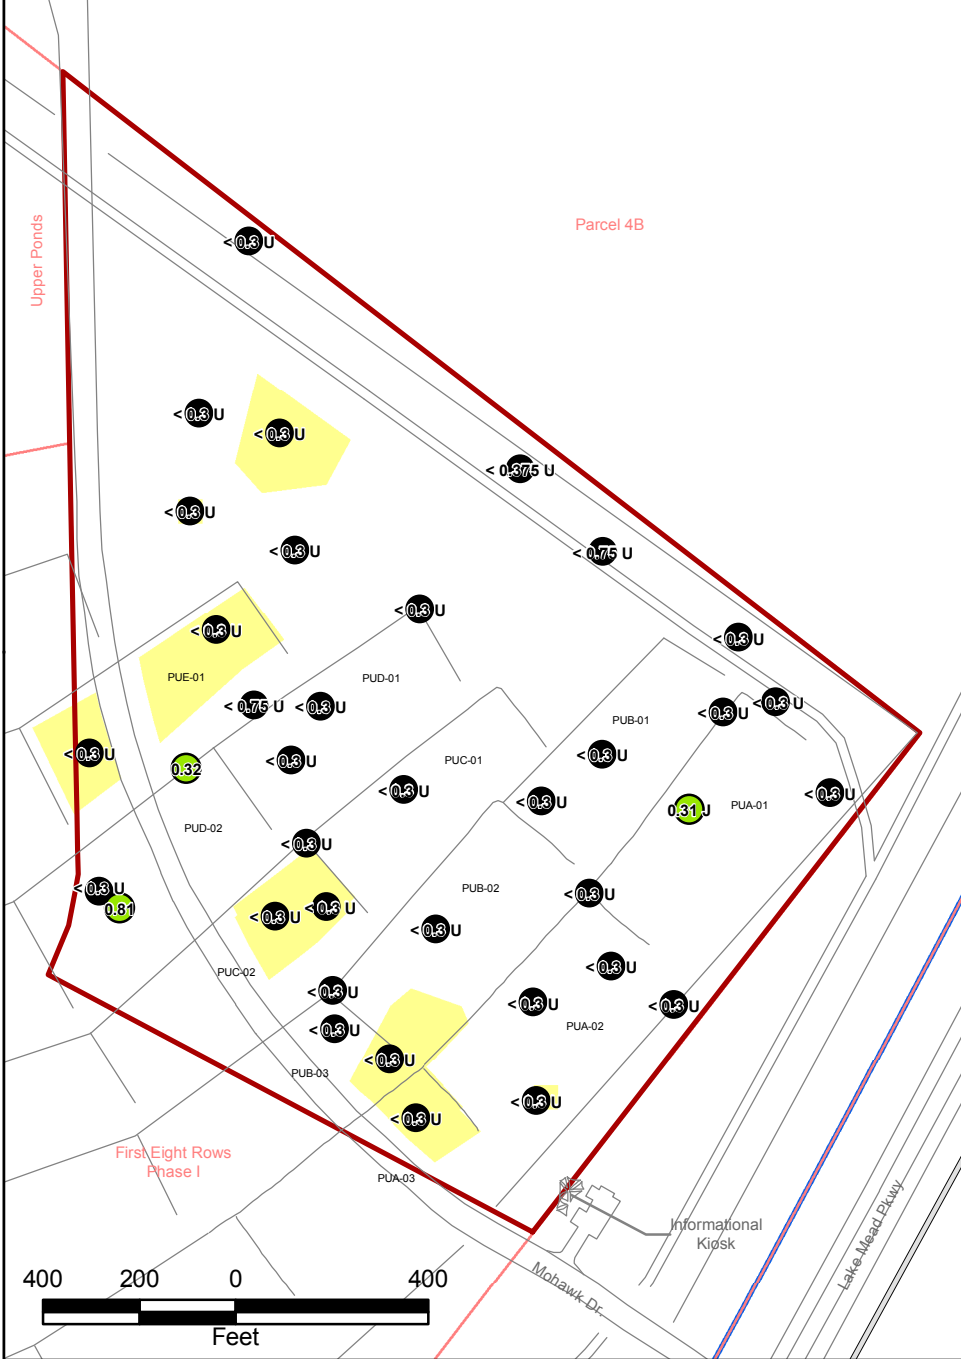 Parcel 4B
Upper Ponds
< 0.3 U
< 0.3 U
< 0.3 U
< 0.375 U
< 0.3 U
< 0.3 U
< 0.75 U
< 0.3 U
< 0.3 U
< 0.3 U
PUE-01
PUD-01
< 0.75 U
< 0.3 U
< 0.3 U
< 0.3 U
PUB-01
< 0.3 U
< 0.3 U
< 0.3 U
PUC-01
0.32
< 0.3 U
< 0.3 U
< 0.3 U
0.31 J
PUA-01
< 0.3 U
PUD-02
< 0.3 U
< 0.3 U
0.81
PUB-02
< 0.3 U
< 0.3 U
< 0.3 U
< 0.3 U
PUC-02
< 0.3 U
< 0.3 U
< 0.3 U
< 0.3 U
< 0.3 U
PUA-02
PUB-03
< 0.3 U
< 0.3 U
< 0.3 U
First Eight Rows
Phase I
PUA-03
Informational
Kiosk
Mohawk Dr.
Lake Mead Pkwy
400 200 0 400
Feet